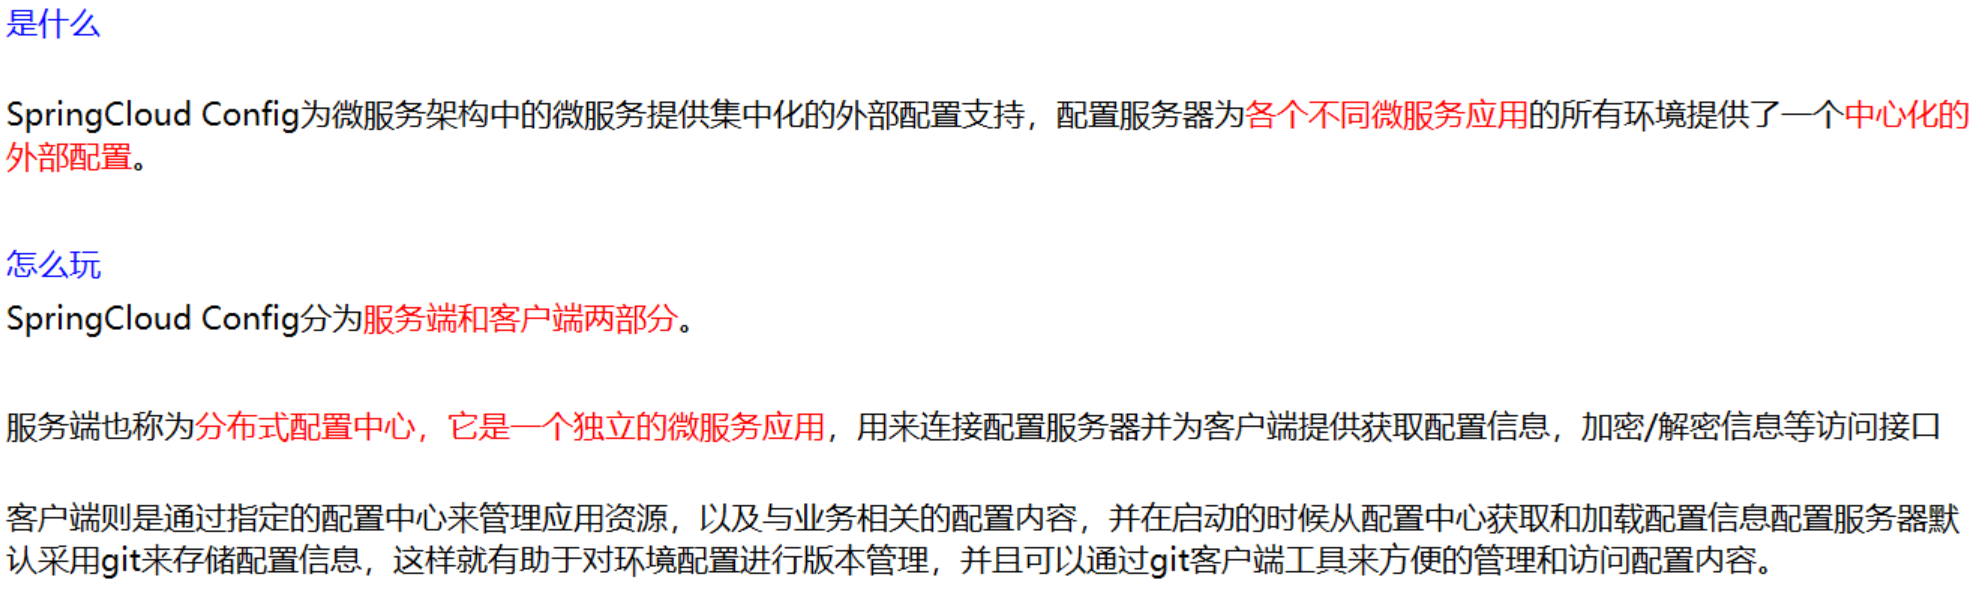 是什么
SpringCloud Config为微服务架构中的微服务提供集中化的外部配置支持，配置服务器为各个不同微服务应用的所有环境提供了一个中心化的
外部配置。
怎么玩
SpringCloud Config分为服务端和客户端两部分。
服务端也称为分布式配置中心，它是一个独立的微服务应用，用来连接配置服务器并为客户端提供获取配置信息，加密/解密信息等访问接口
客户端则是通过指定的配置中心来管理应用资源，以及与业务相关的配置内容，并在启动的时候从配置中心获取和加载配置信息配置服务器默
认采用git来存储配置信息，这样就有助于对环境配置进行版本管理，并且可以通过git客户端工具来方便的管理和访问配置内容。